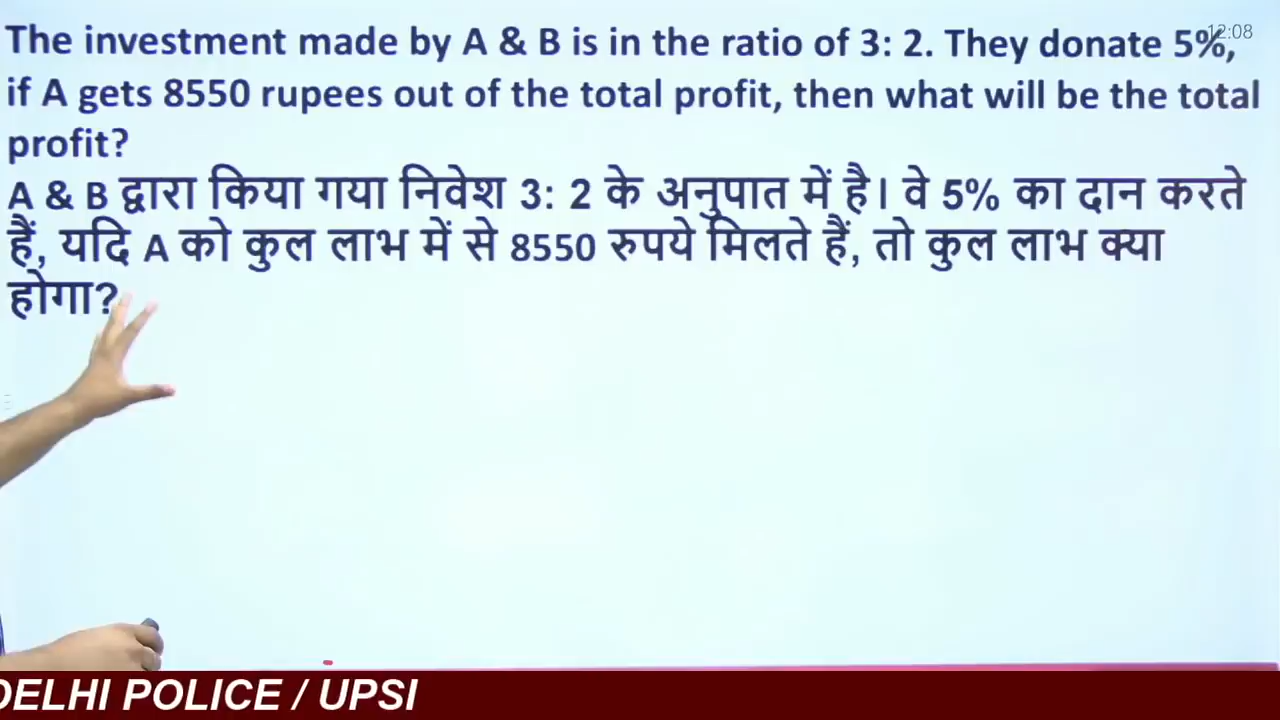 The investment made by A & B is in the ratio of 3: 2. They donate 5%,
12:08
if A gets 8550 rupees out of the total profit, then what will be the total
profit?
A & B द्वारा किया गया निवेश 3: 2 के अनुपात में है। वे 5% का दान करते
हैं, यदि A को कुल लाभ में से 8550 रुपये मिलते हैं, तो कुल लाभ क्या
होगा?
DELHI POLICE / UPSI